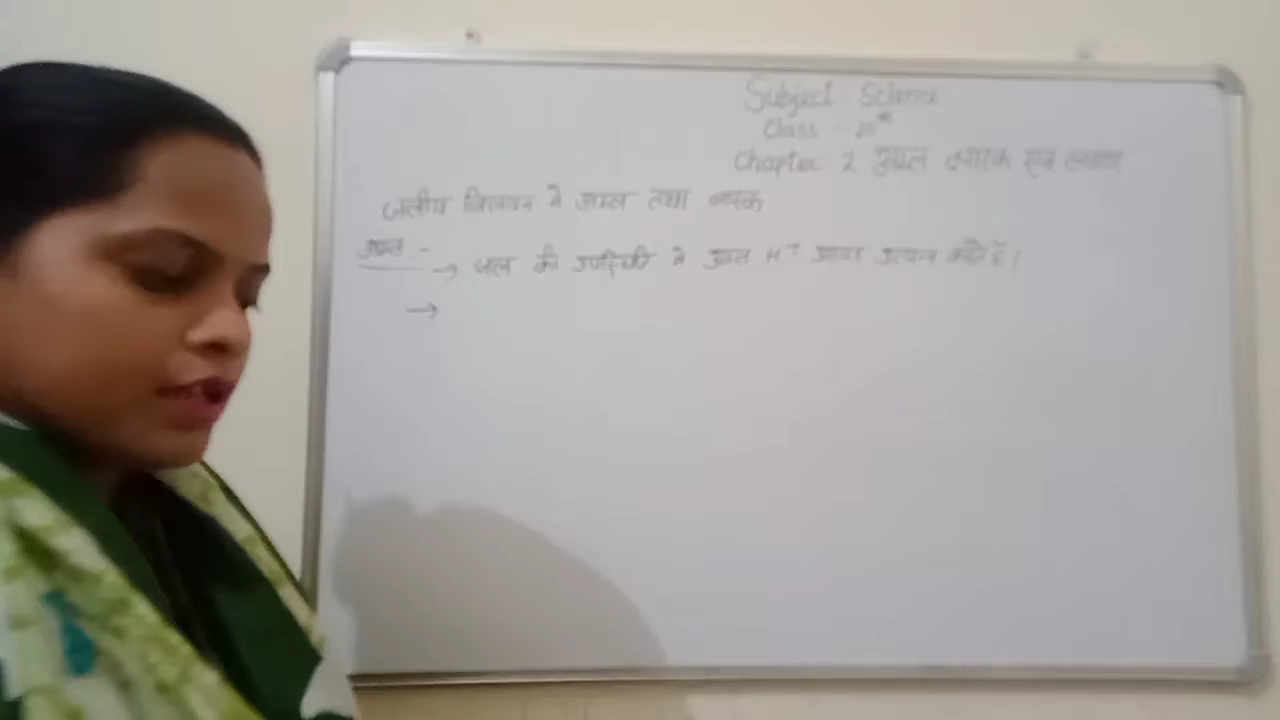 Subject Science
Class - 10th
Chapter 2 अम्ल क्षारक एवं लवण
जलीय विलयन में अम्ल तथा क्षारक
अम्ल -
→ जल की उपस्थिति में अम्ल H+ आयन उत्पन्न करते हैं।
→